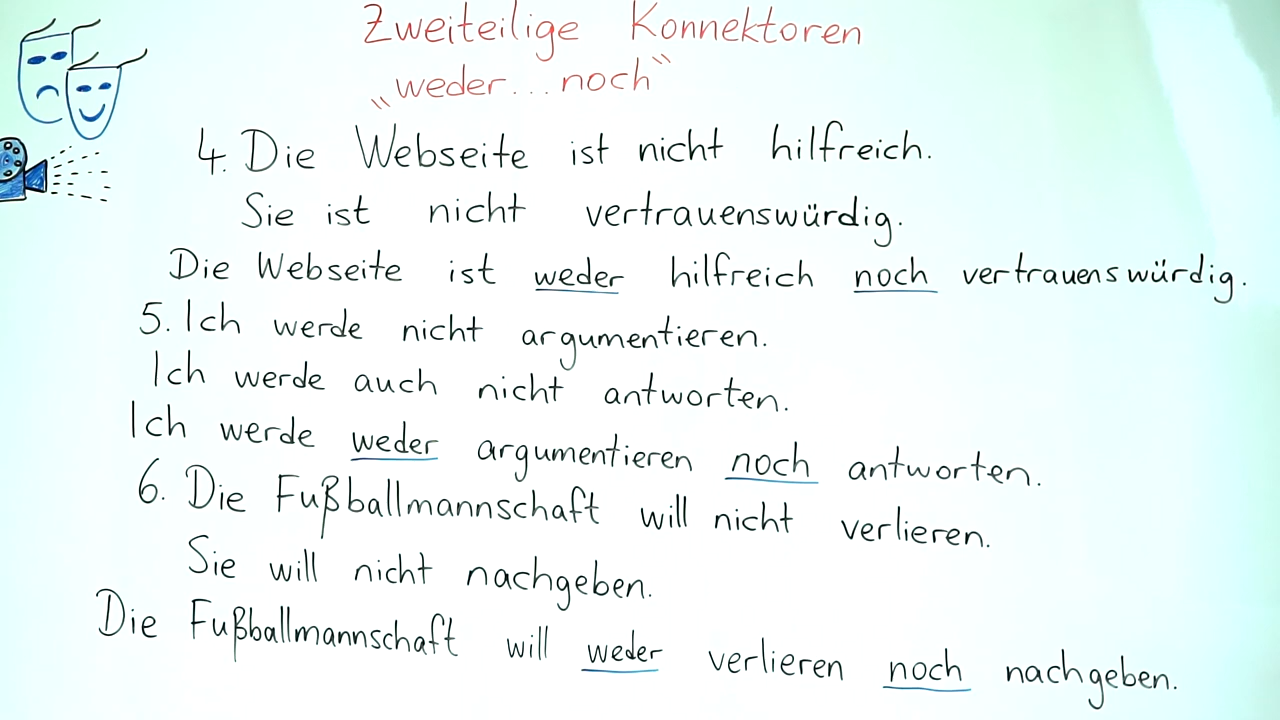 Zweiteilige Konnektoren
„weder...noch“
4. Die Webseite ist nicht hilfreich.
Sie ist nicht vertrauenswürdig.
Die Webseite ist weder hilfreich noch vertrauenswürdig.
5. Ich werde nicht argumentieren.
Ich werde auch nicht antworten.
Ich werde weder argumentieren noch antworten.
6. Die Fußballmannschaft will nicht verlieren.
Sie will nicht nachgeben.
Die Fußballmannschaft will weder verlieren noch nachgeben.